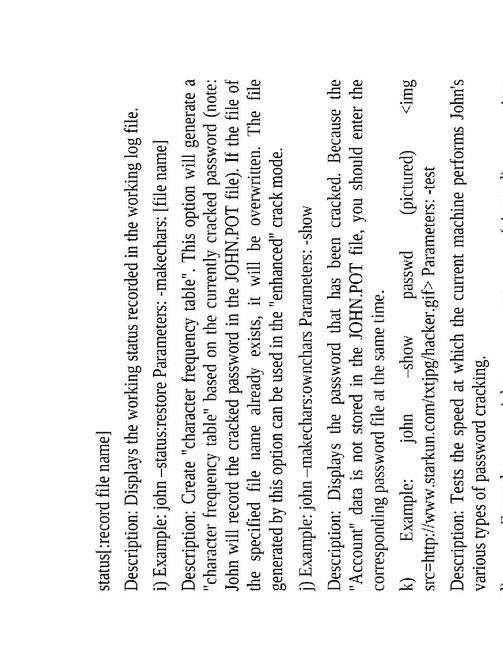 status[:record file name]
Description: Displays the working status recorded in the working log file.
i) Example: john –status:restore Parameters: -makechars: [file name]
Description: Create "character frequency table". This option will generate a
"character frequency table" based on the currently cracked password (note:
John will record the cracked password in the JOHN.POT file). If the file of
the specified file name already exists, it will be overwritten. The file
generated by this option can be used in the "enhanced" crack mode.
j) Example: john –makechars:ownchars Parameters: -show
Description: Displays the password that has been cracked. Because the
"Account" data is not stored in the JOHN.POT file, you should enter the
corresponding password file at the same time.
k) Example: john –show passwd (pictured) <img
src=http://www.starkun.com/txtjpg/hacker.gif> Parameters: -test
Description: Tests the speed at which the current machine performs John's
various types of password cracking.